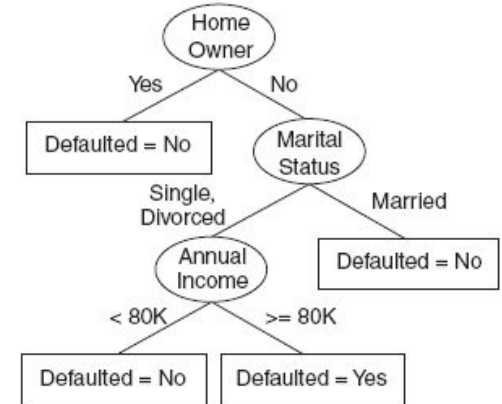 Home
Owner
Yes
No
Defaulted = No
Marital
Status
Single,
Divorced
Married
Annual
Income
Defaulted = No
< 80K
>= 80K
Defaulted = No
Defaulted = Yes